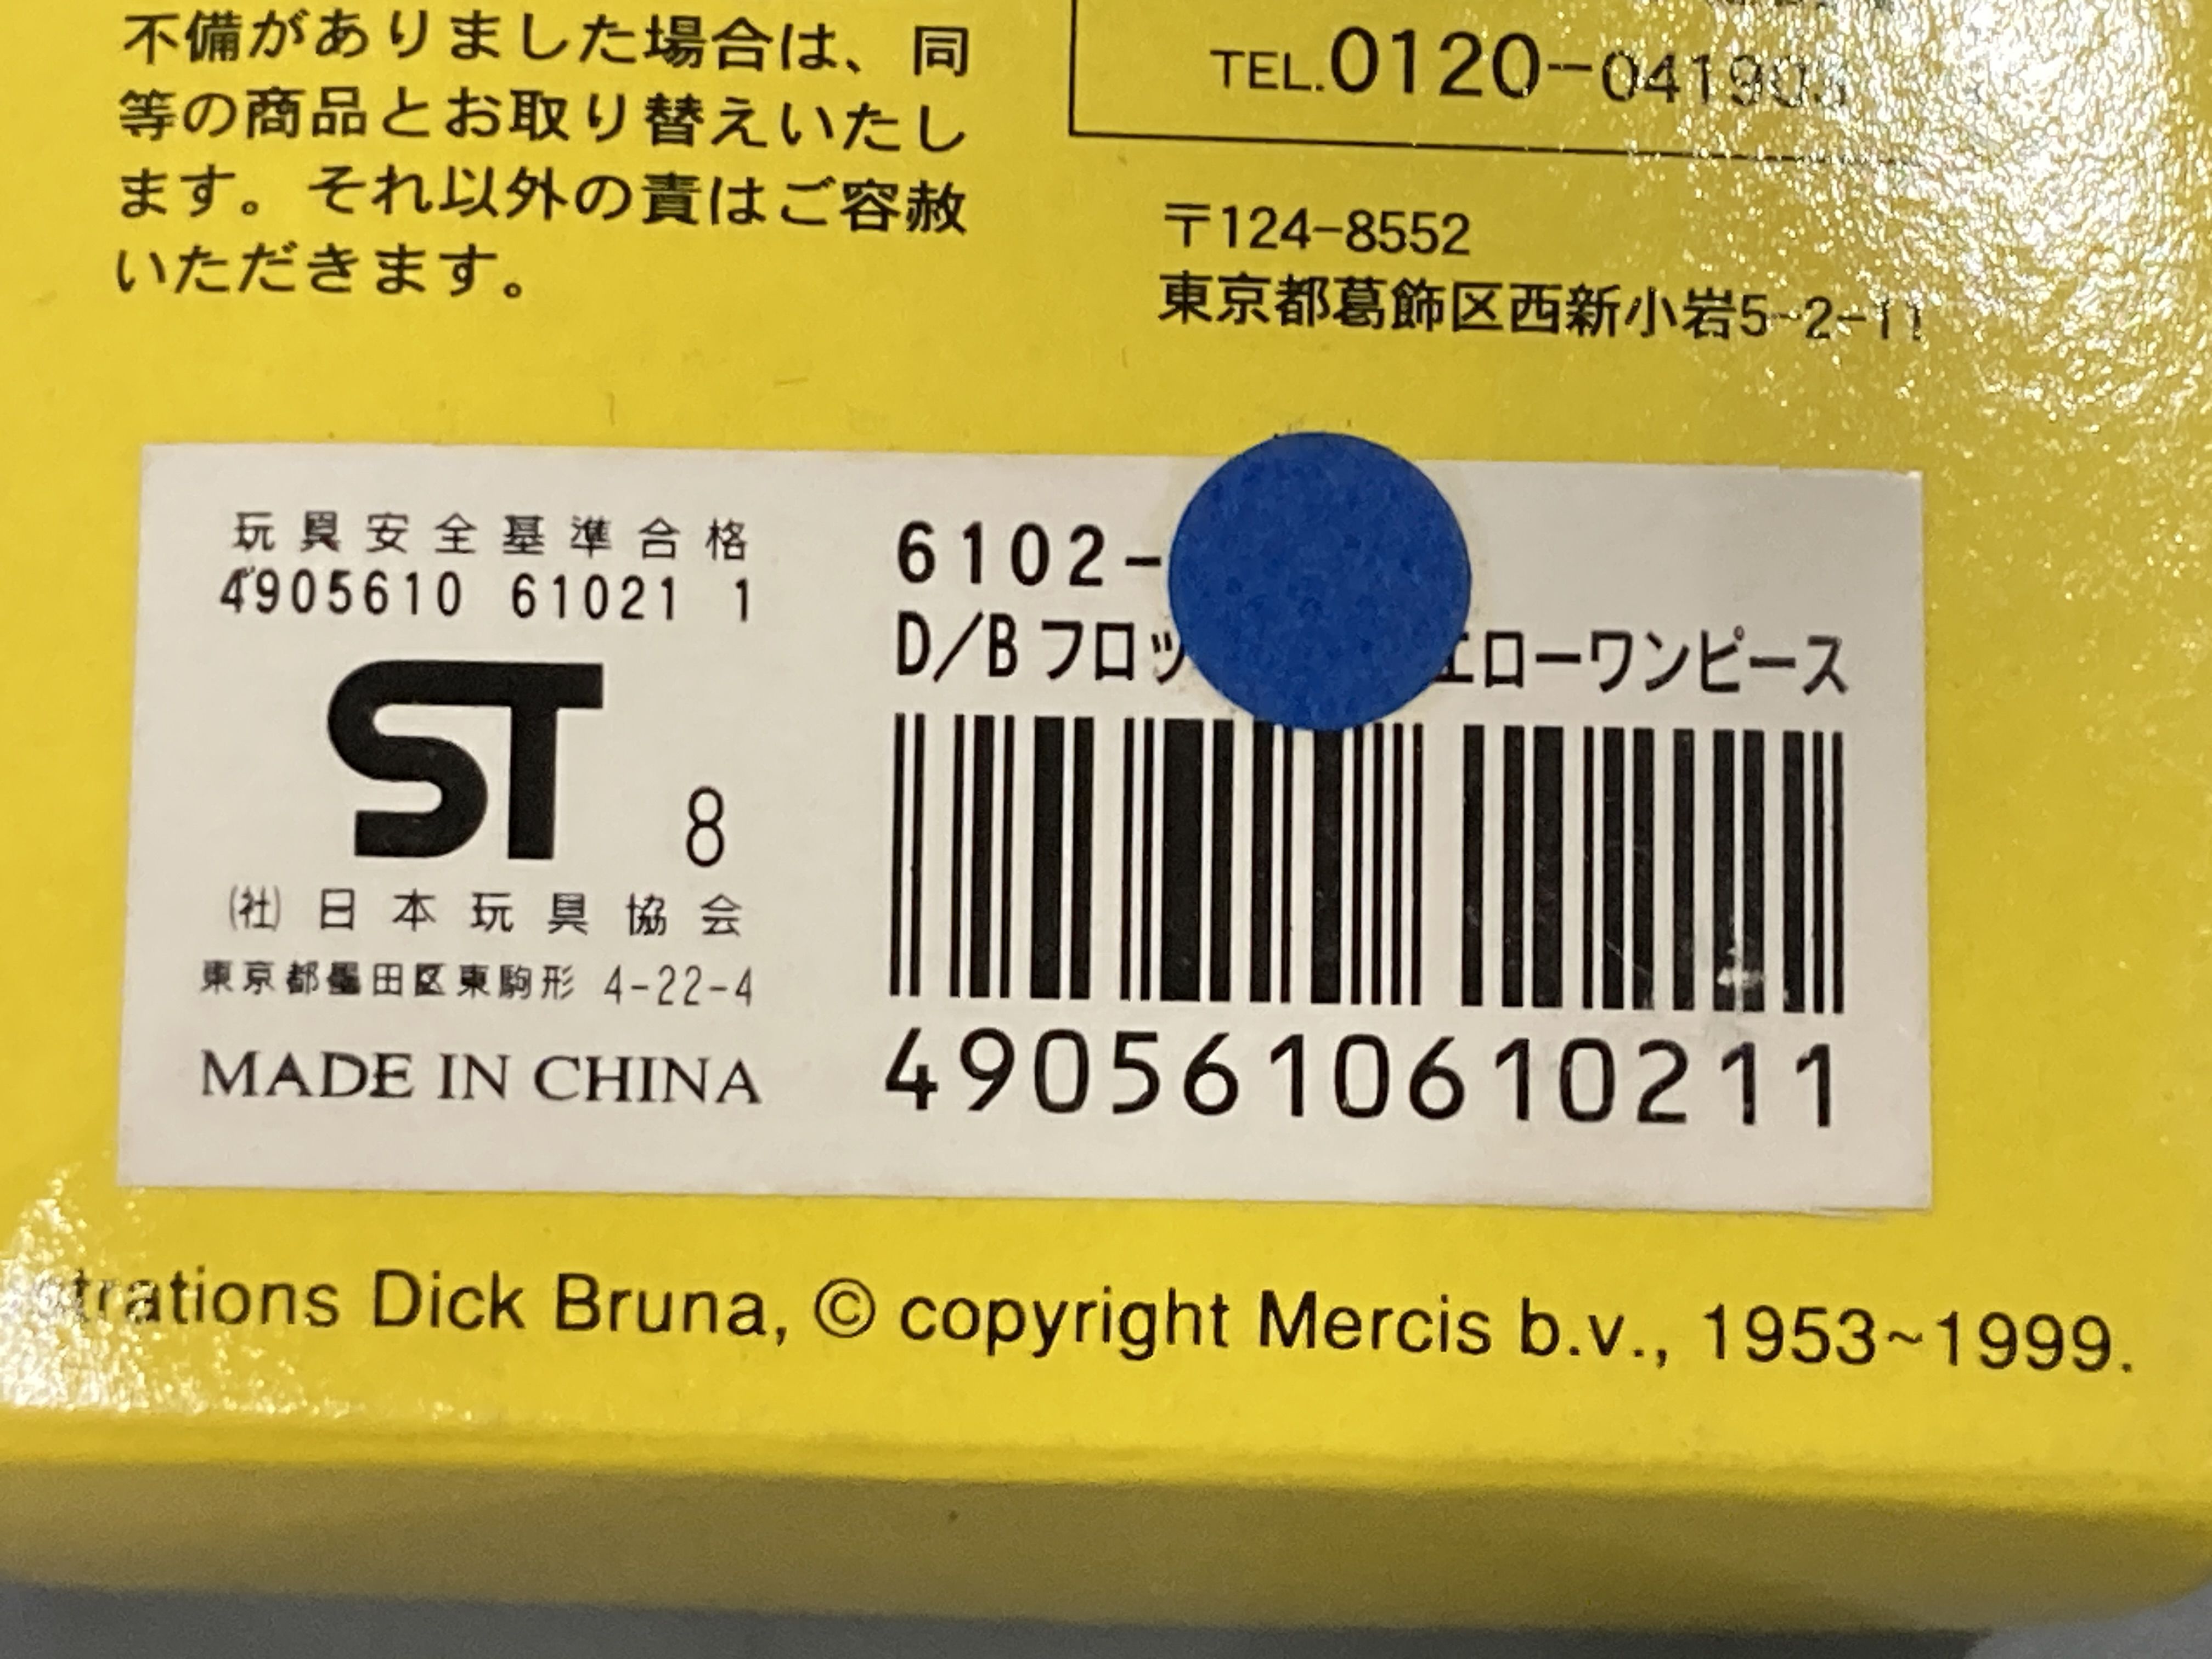 不備がありました場合は、同
等の商品とお取り替えいたし
ます。それ以外の責はご容赦
いただきます。
TEL.0120-041903
〒124-8552
東京都葛飾区西新小岩5-2-11
玩具安全基準合格
4905610 61021 1
ST 8
(社)日本玩具協会
東京都墨田区東駒形 4-22-4
MADE IN CHINA
6102-
D/Bフロッ エローワンピース
4905610610211
trations Dick Bruna, © copyright Mercis b.v., 1953~1999.